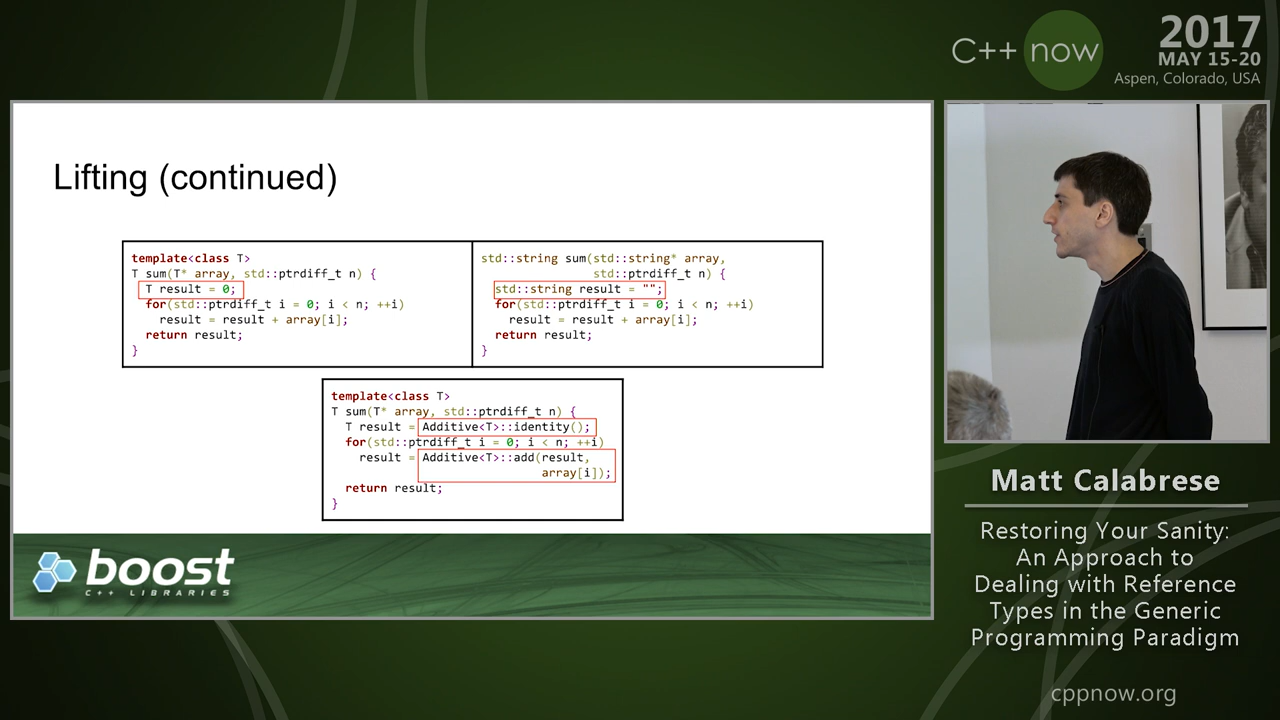 C++ now
2017
MAY 15-20
Aspen, Colorado, USA
Lifting (continued)
template<class T>
T sum(T* array, std::ptrdiff_t n) {
T result = 0;
for(std::ptrdiff_t i = 0; i < n; ++i)
result = result + array[i];
return result;
}
std::string sum(std::string* array,
std::ptrdiff_t n) {
std::string result = "";
for(std::ptrdiff_t i = 0; i < n; ++i)
result = result + array[i];
return result;
}
template<class T>
T sum(T* array, std::ptrdiff_t n) {
T result = Additive<T>::identity();
for(std::ptrdiff_t i = 0; i < n; ++i)
result = Additive<T>::add(result,
array[i]);
return result;
}
boost
C++ LIBRARIES
Matt Calabrese
Restoring Your Sanity:
An Approach to
Dealing with Reference
Types in the Generic
Programming Paradigm
cppnow.org